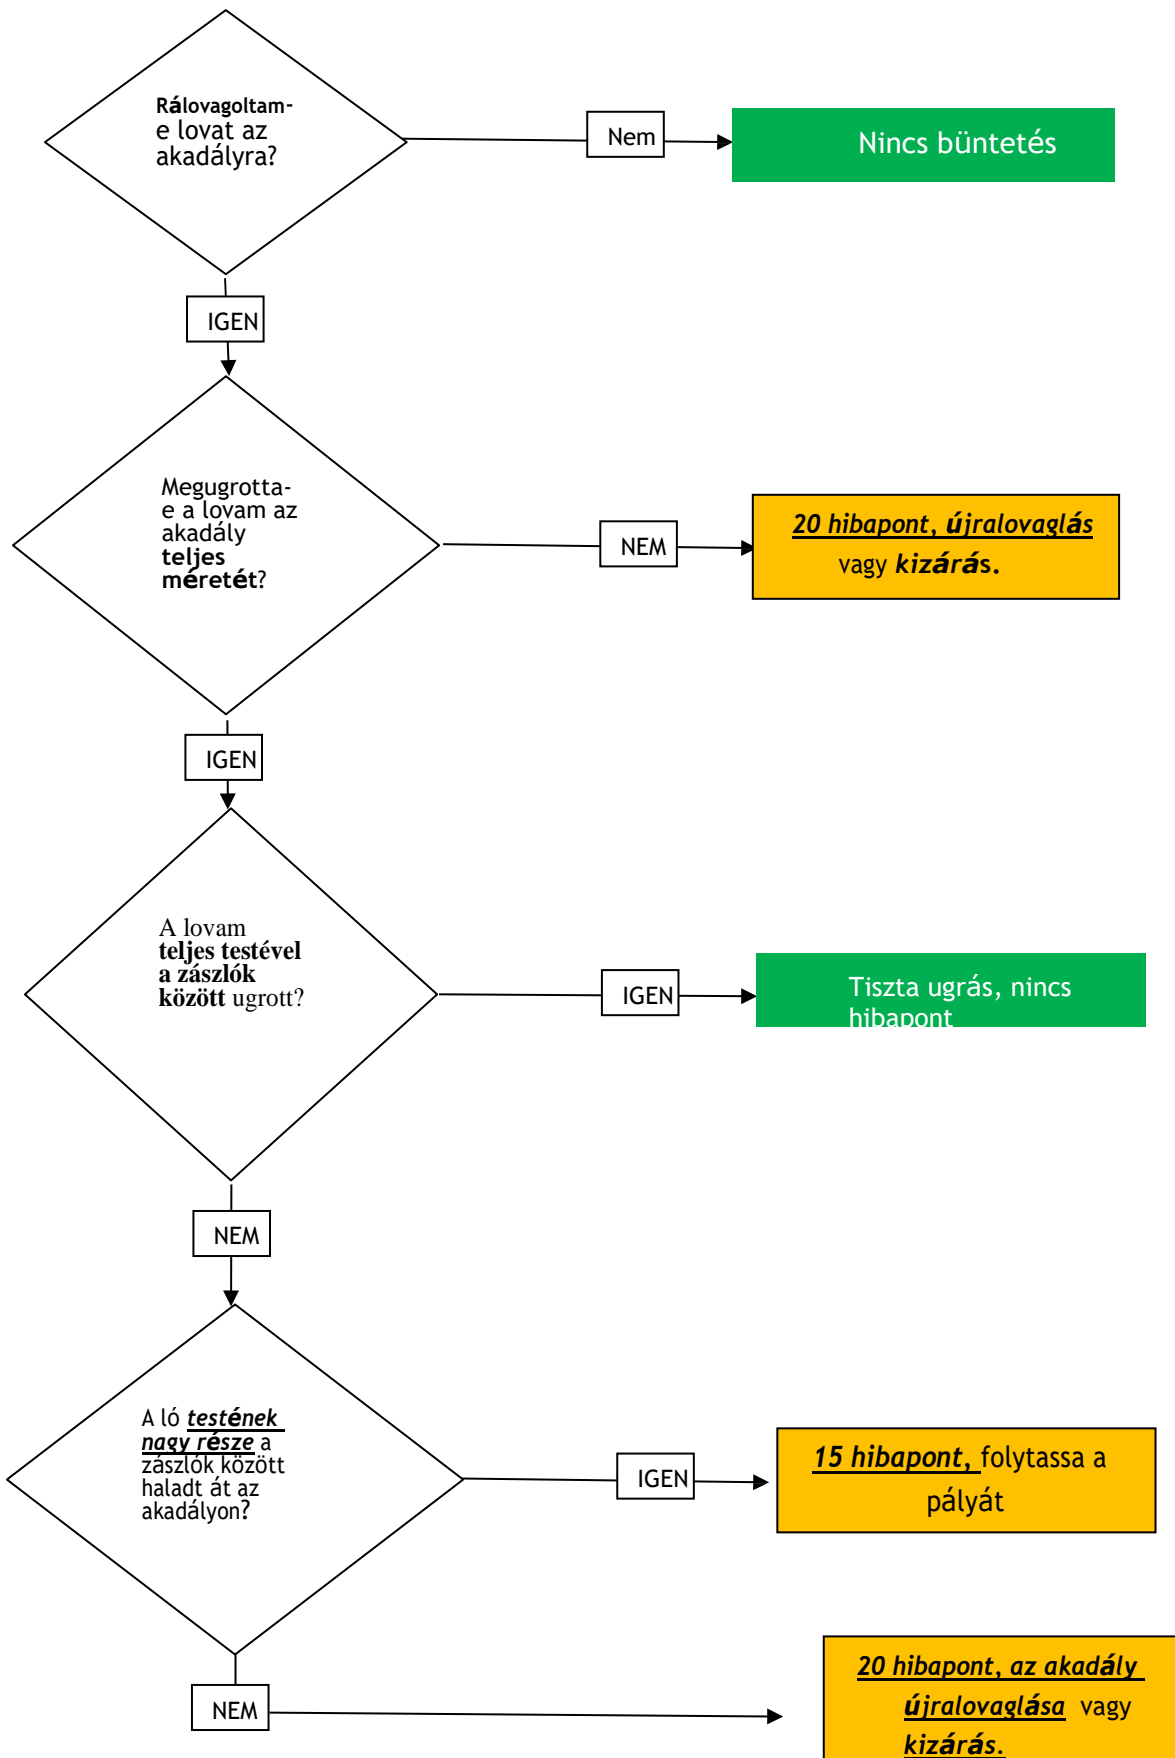 Rálovagoltam-
e lovat az
akadályra?
Nem
Nincs büntetés
IGEN
Megugrotta-
e a lovam az
akadály
teljes
méretét?
NEM
20 hibapont, újralovaglás
vagy kizárás.
IGEN
A lovam
teljes testével
a zászlók
között ugrott?
IGEN
Tiszta ugrás, nincs
hibapont
NEM
A ló testének
nagy része a
zászlók között
haladt át az
akadályon?
IGEN
15 hibapont, folytassa a
pályát
NEM
20 hibapont, az akadály
újralovaglása vagy
kizárás.